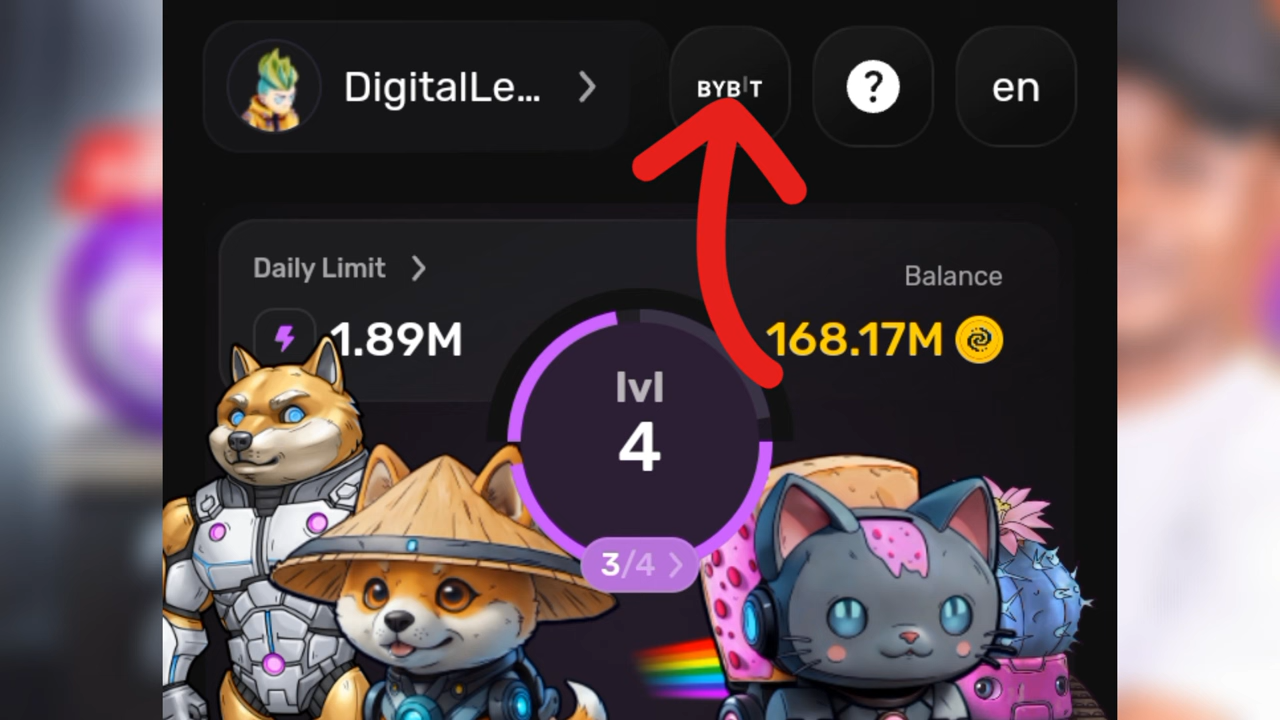 DigitalLe...
BYBIT
?
en
Daily Limit
Balance
1.89M
168.17M
lvl
4
3/4